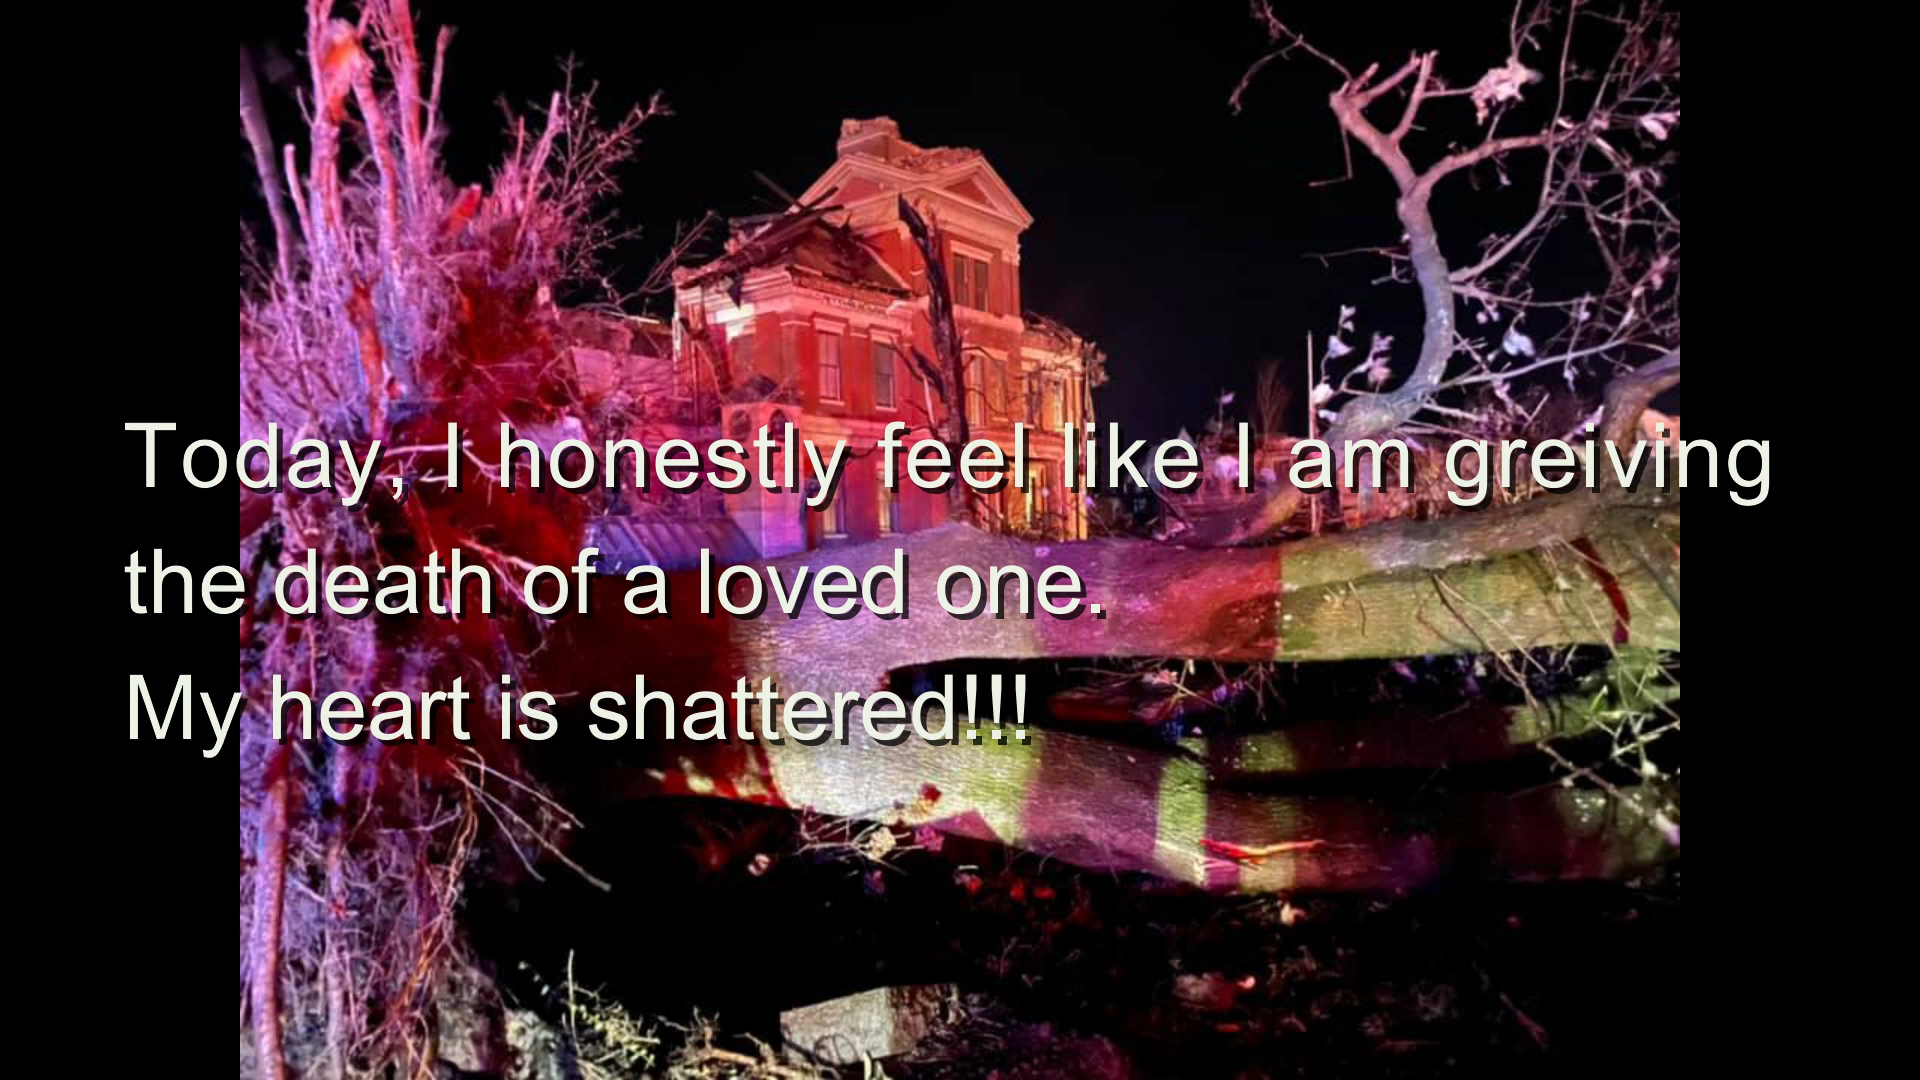 Today, I honestly feel like I am greiving
the death of a loved one.
My heart is shattered!!!